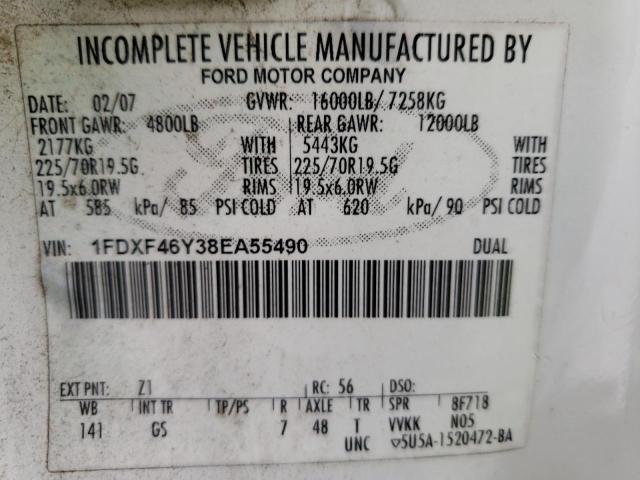 INCOMPLETE VEHICLE MANUFACTURED BY
FORD MOTOR COMPANY
DATE: 02/07 GVWR: 16000LB/ 7258KG
FRONT GAWR: 4800LB REAR GAWR: 12000LB
2177KG WITH 5443KG WITH
225/70R19.5G TIRES 225/70R19.5G TIRES
19.5x6.0RW RIMS 19.5x6.0RW RIMS
AT 585 kPa/ 85 PSI COLD AT 620 kPa/ 90 PSI COLD
VIN: 1FDXF46Y38EA55490 DUAL
EXT PNT: Z1 RC: 56 DSO:
WB INT TR TP/PS R AXLE TR SPR 8F718
141 GS 7 48 T VVKK N05
UNC ▽5U5A-1520472-BA